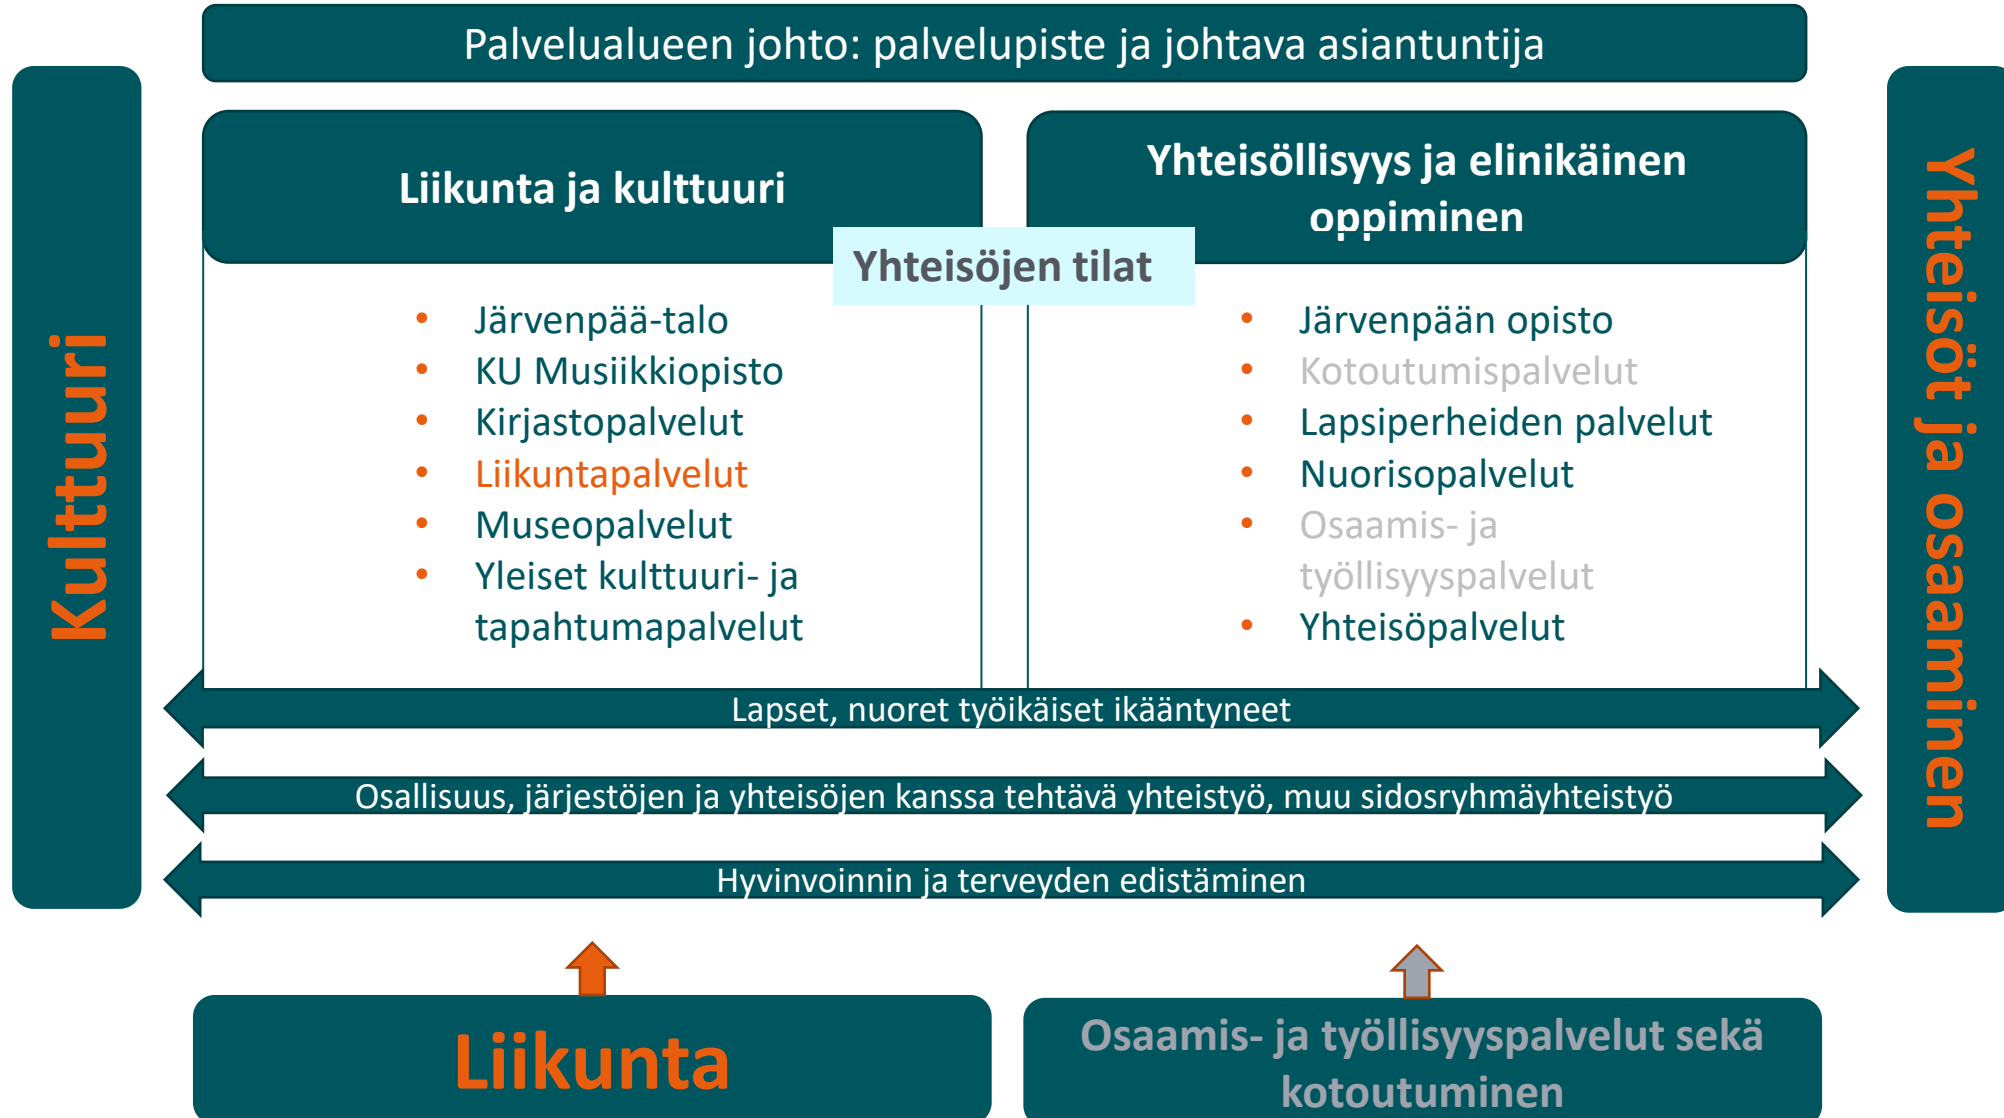 Palvelualueen johto: palvelupiste ja johtava asiantuntija
Kulttuuri
Liikunta ja kulttuuri
Yhteisöllisyys ja elinikäinen
oppiminen
Yhteisöjen tilat
• Järvenpää-talo
• KU Musiikkiopisto
• Kirjastopalvelut
• Liikuntapalvelut
• Museopalvelut
• Yleiset kulttuuri- ja
tapahtumapalvelut
• Järvenpään opisto
• Kotoutumispalvelut
• Lapsiperheiden palvelut
• Nuorisopalvelut
• Osaamis- ja
työllisyyspalvelut
• Yhteisöpalvelut
Yhteisöt ja osaaminen
Lapset, nuoret työikäiset ikääntyneet
Osallisuus, järjestöjen ja yhteisöjen kanssa tehtävä yhteistyö, muu sidosryhmäyhteistyö
Hyvinvoinnin ja terveyden edistäminen
Liikunta
Osaamis- ja työllisyyspalvelut sekä
kotoutuminen